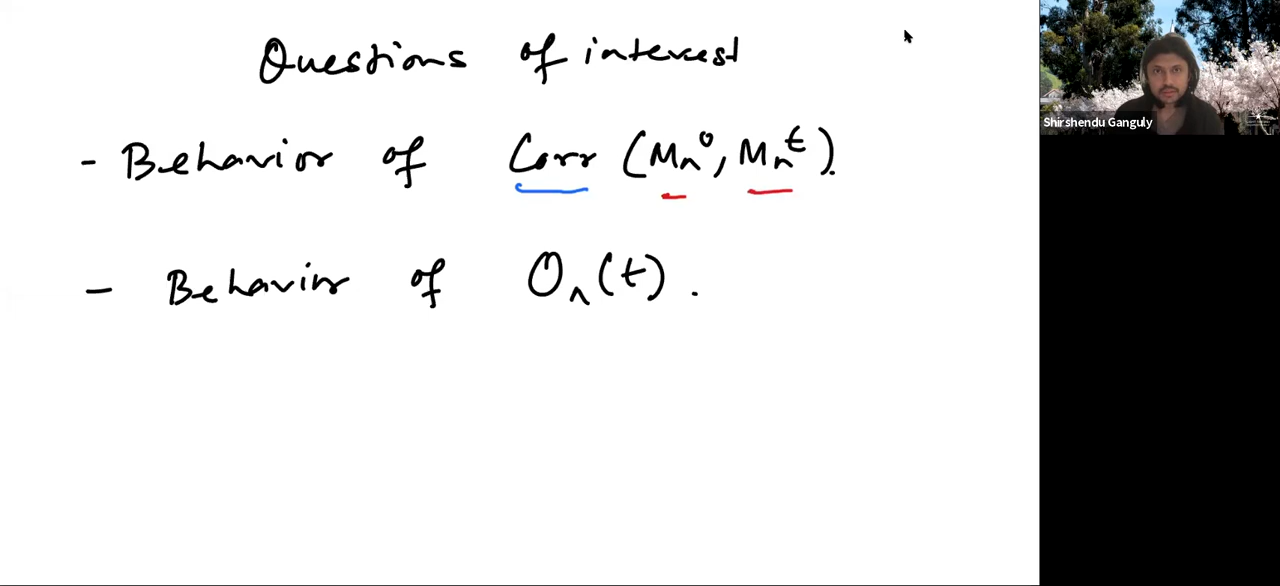 Questions of interest
- Behavior of Corr (Mn⁰, Mnᵗ).
- Behavior of On(t).
Shirshendu Ganguly